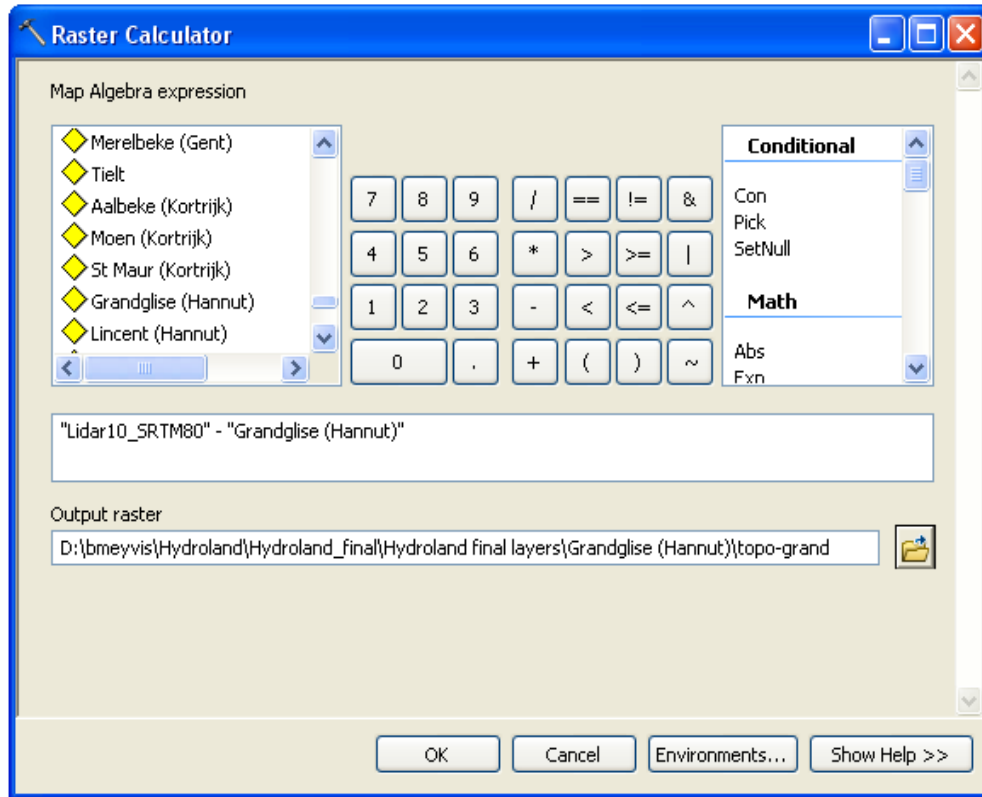 Raster Calculator
Map Algebra expression
Merelbeke (Gent)
Tielt
Aalbeke (Kortrijk)
Moen (Kortrijk)
St Maur (Kortrijk)
Grandglise (Hannut)
Lincent (Hannut)
7 8 9 / == != &
4 5 6 * > >= |
1 2 3 - < <= ^
0 . + ( ) ~
Conditional
Con
Pick
SetNull
Math
Abs
Exp
"Lidar10_SRTM80" - "Grandglise (Hannut)"
Output raster
D:\bmeyvis\Hydroland\Hydroland_final\Hydroland final layers\Grandglise (Hannut)\topo-grand
OK Cancel Environments... Show Help >>